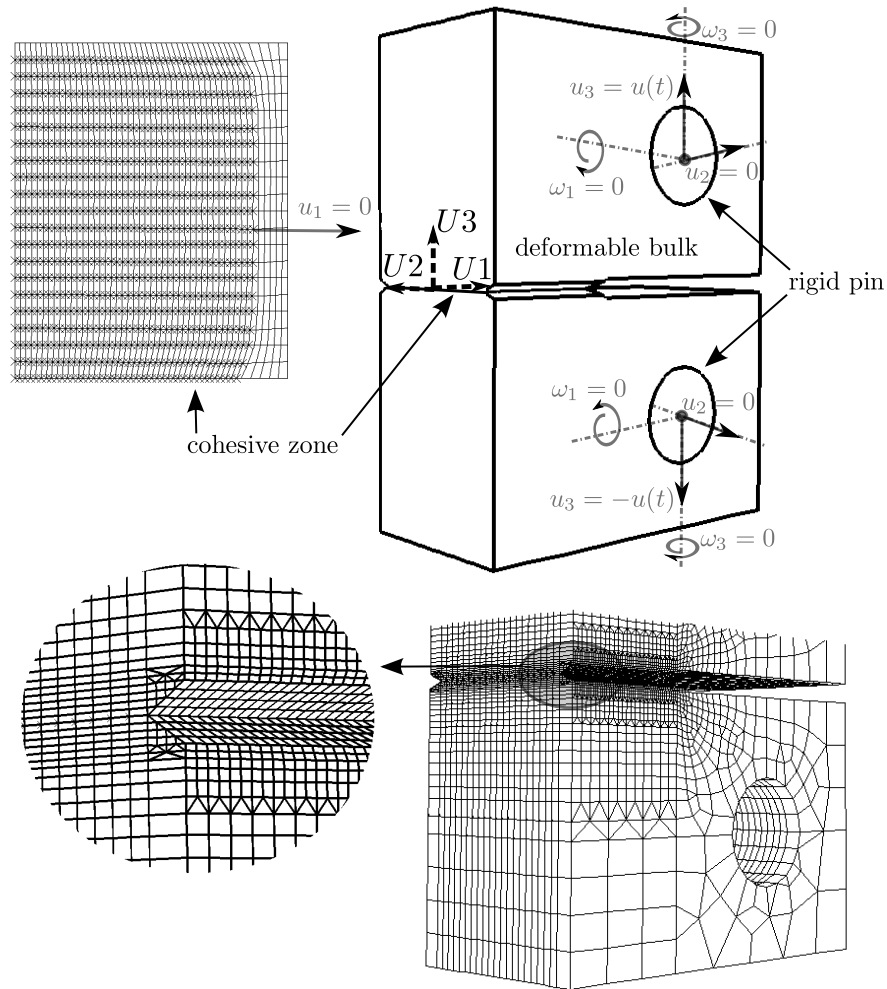 ω₃ = 0
u₃ = u(t)
u₂ = 0
ω₁ = 0
u₁ = 0
U3
deformable bulk
U2
U1
rigid pin
ω₁ = 0
u₂ = 0
cohesive zone
u₃ = −u(t)
ω₃ = 0